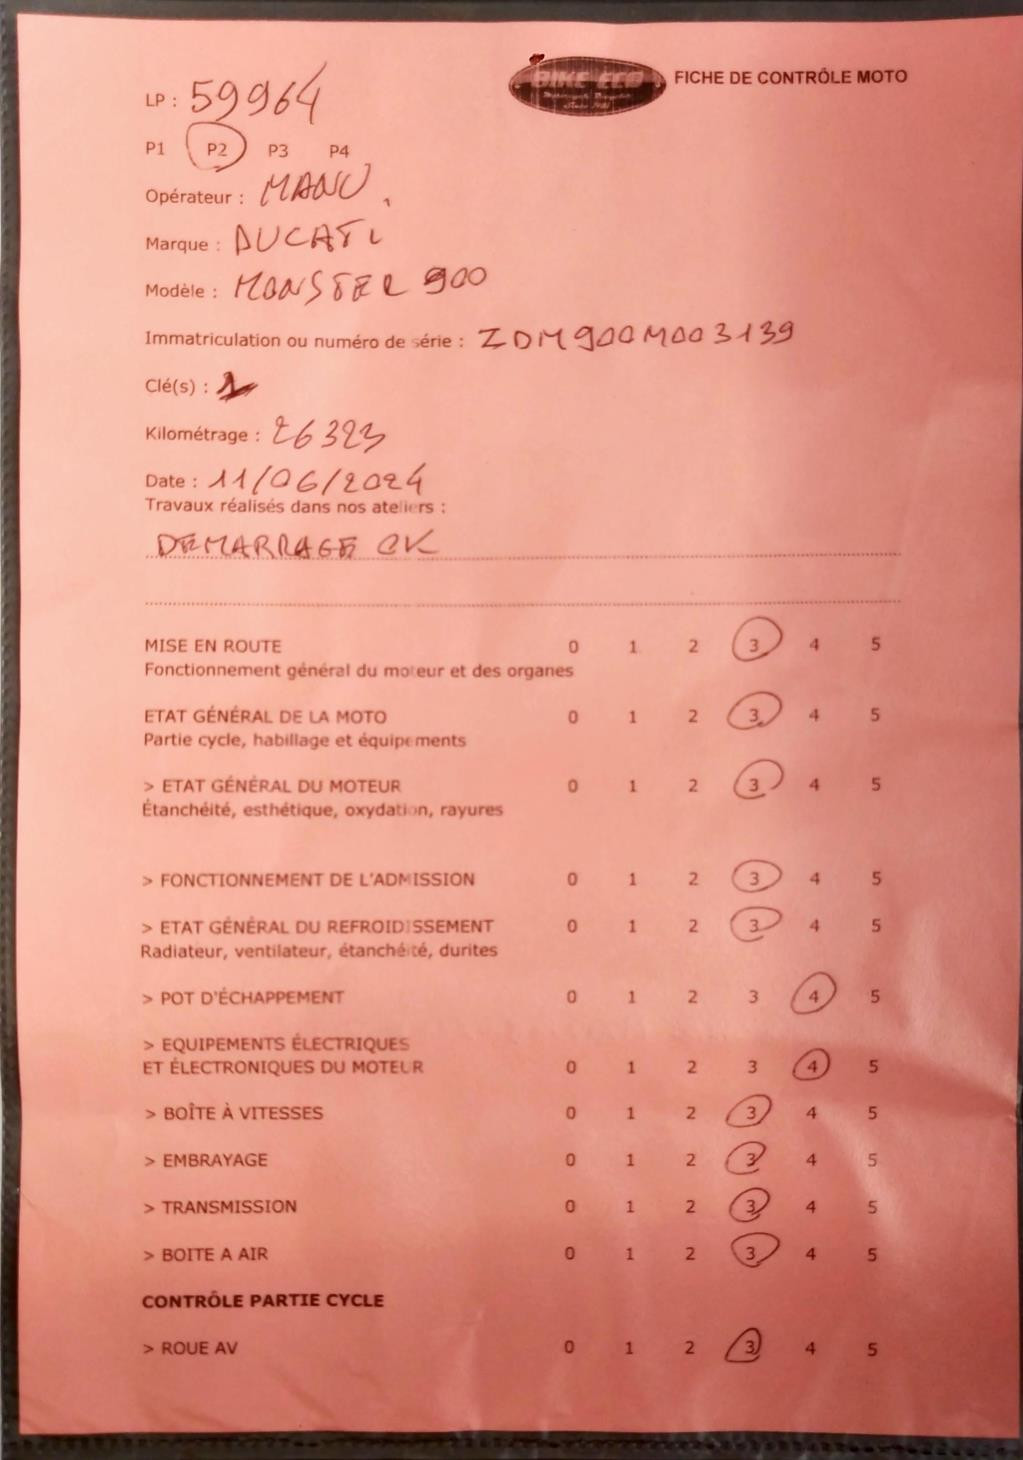 BIKE ECO
FICHE DE CONTRÔLE MOTO
LP : 59964
P1 P2 P3 P4
Opérateur : MANU
Marque : DUCATI
Modèle : MONSTER 900
Immatriculation ou numéro de série : ZDM900M003139
Clé(s) : 1
Kilométrage : 26323
Date : 11/06/2024
Travaux réalisés dans nos ateliers :
DEMARRAGE OK
MISE EN ROUTE 0 1 2 3 4 5
Fonctionnement général du moteur et des organes
ETAT GÉNÉRAL DE LA MOTO 0 1 2 3 4 5
Partie cycle, habillage et équipements
> ETAT GÉNÉRAL DU MOTEUR 0 1 2 3 4 5
Étanchéité, esthétique, oxydation, rayures
> FONCTIONNEMENT DE L'ADMISSION 0 1 2 3 4 5
> ETAT GÉNÉRAL DU REFROIDISSEMENT 0 1 2 3 4 5
Radiateur, ventilateur, étanchéité, durites
> POT D'ÉCHAPPEMENT 0 1 2 3 4 5
> EQUIPEMENTS ÉLECTRIQUES
ET ÉLECTRONIQUES DU MOTEUR 0 1 2 3 4 5
> BOÎTE À VITESSES 0 1 2 3 4 5
> EMBRAYAGE 0 1 2 3 4 5
> TRANSMISSION 0 1 2 3 4 5
> BOITE A AIR 0 1 2 3 4 5
CONTRÔLE PARTIE CYCLE
> ROUE AV 0 1 2 3 4 5